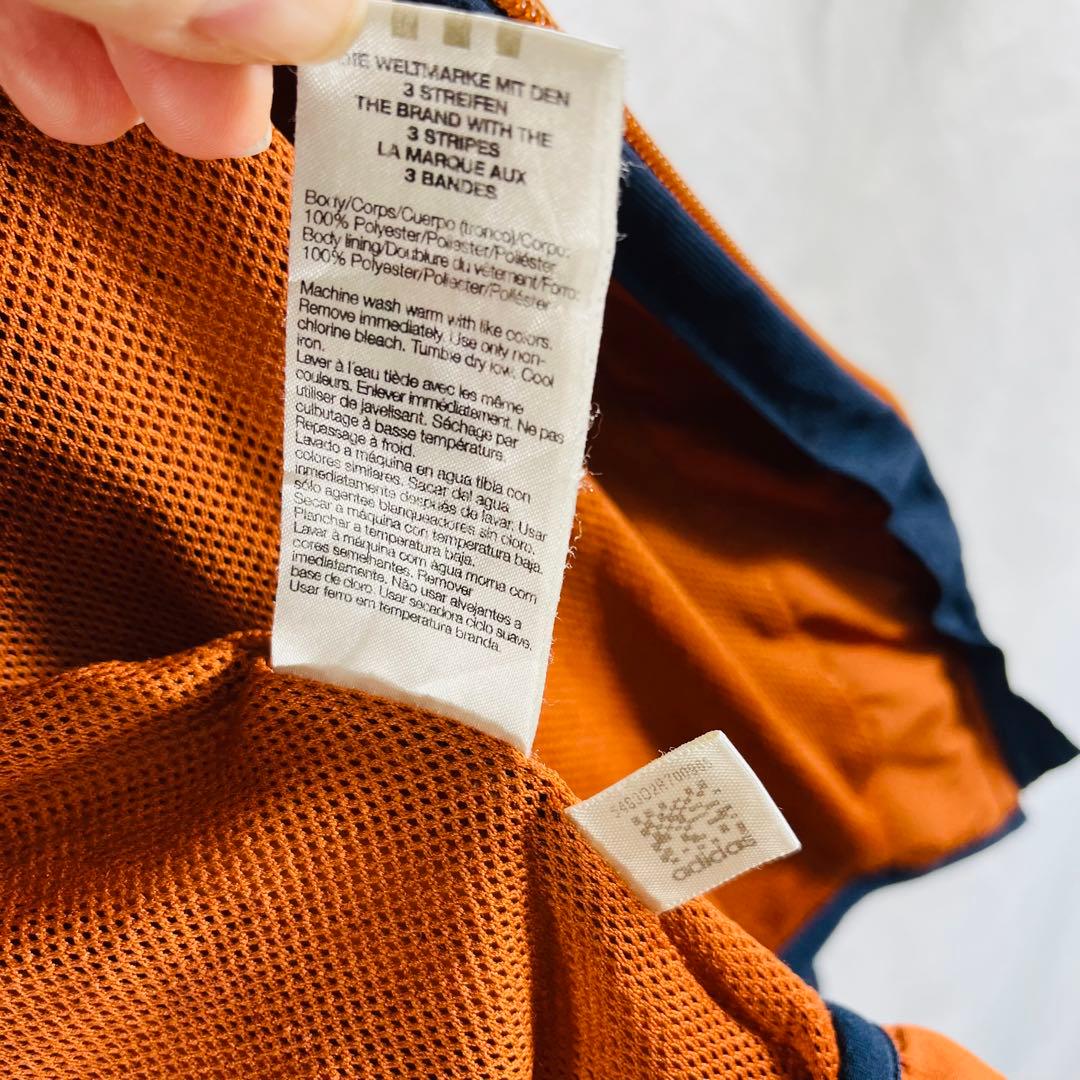 DIE WELTMARKE MIT DEN
3 STREIFEN
THE BRAND WITH THE
3 STRIPES
LA MARQUE AUX
3 BANDES
Body/Corps/Cuerpo (tronco)/Corpo:
100% Polyester/Polyester/Poliéster
Body lining/Doublure du vêtement/Forro:
100% Polyester/Polyester/Poliéster
Machine wash warm with like colors.
Remove immediately. Use only non-
chlorine bleach. Tumble dry low. Cool
iron.
Laver à l'eau tiède avec les même
couleurs. Enlever immédiatement. Ne pas
utiliser de javelisant. Séchage par
culbutage à basse température.
Repassage à froid.
Lavado a máquina en agua tibia con
colores similares. Sacar del agua
inmediatamente después de lavar. Usar
sólo agentes blanqueadores sin cloro.
Secar a máquina con temperatura baja.
Planchar a temperatura baja.
Lavar à máquina com água morna com
cores semelhantes. Remover
imediatamente. Não usar alvejantes a
base de cloro. Usar secadora ciclo suave.
Usar ferro em temperatura branda.
adidas